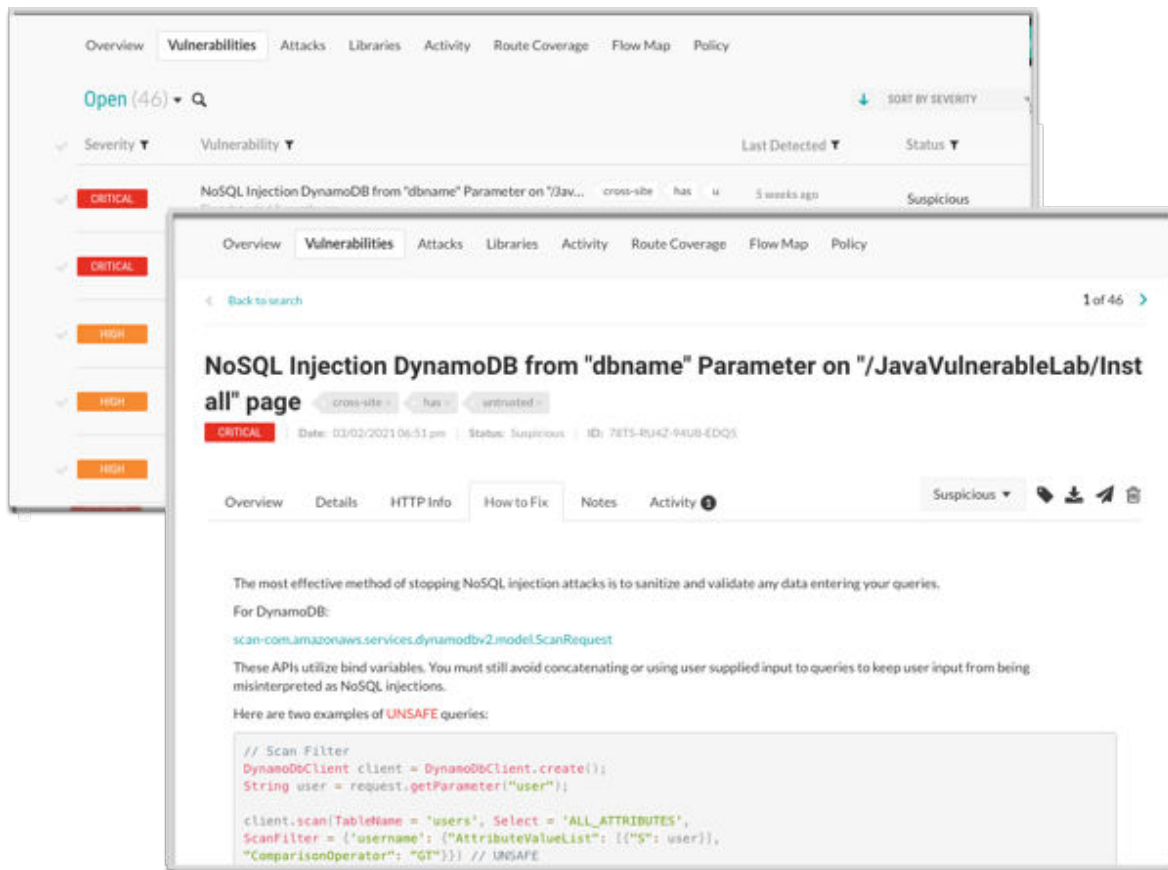 Overview Vulnerabilities Attacks Libraries Activity Route Coverage Flow Map Policy
Open (46)
SORT BY SEVERITY
Severity Vulnerability Last Detected Status
CRITICAL NoSQL Injection DynamoDB from "dbname" Parameter on "/Jav... cross-site has u 5 weeks ago Suspicious
CRITICAL
HIGH
HIGH
HIGH
Overview Vulnerabilities Attacks Libraries Activity Route Coverage Flow Map Policy
Back to search 1 of 46
NoSQL Injection DynamoDB from "dbname" Parameter on "/JavaVulnerableLab/Inst
all" page cross-site has untrusted
CRITICAL Date: 03/02/2021 06:51 pm Status: Suspicious ID:
Overview Details HTTP Info How to Fix Notes Activity 1 Suspicious
The most effective method of stopping NoSQL injection attacks is to sanitize and validate any data entering your queries.
For DynamoDB:
scan-com.amazonaws.services.dynamodbv2.model.ScanRequest
These APIs utilize bind variables. You must still avoid concatenating or using user supplied input to queries to keep user input from being
misinterpreted as NoSQL injections.
Here are two examples of UNSAFE queries:
// Scan Filter
DynamoDbClient client = DynamoDbClient.create();
String user = request.getParameter("user");
client.scan(TableName = 'users', Select = 'ALL_ATTRIBUTES',
ScanFilter = {'username': {"AttributeValueList": [{"S": user}],
"ComparisonOperator": "GT"}}) // UNSAFE